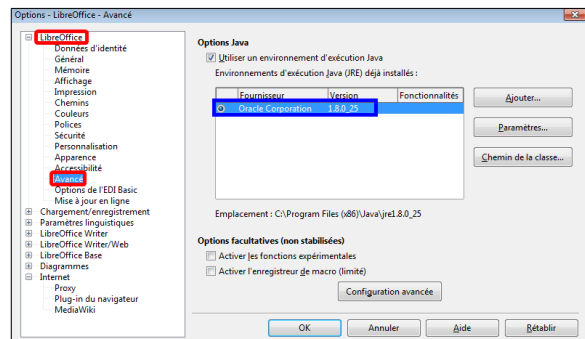 Options - LibreOffice - Avancé
LibreOffice
Données d'identité
Général
Mémoire
Affichage
Impression
Chemins
Couleurs
Polices
Sécurité
Personnalisation
Apparence
Accessibilité
Avancé
Options de l'EDI Basic
Mise à jour en ligne
Chargement/enregistrement
Paramètres linguistiques
LibreOffice Writer
LibreOffice Writer/Web
LibreOffice Base
Diagrammes
Internet
Proxy
Plug-in du navigateur
MediaWiki
Options Java
Utiliser un environnement d'exécution Java
Environnements d'exécution Java (JRE) déjà installés :
Fournisseur Version Fonctionnalités
Oracle Corporation 1.8.0_25
Ajouter...
Paramètres...
Chemin de la classe...
Emplacement : C:\Program Files (x86)\Java\jre1.8.0_25
Options facultatives (non stabilisées)
Activer les fonctions expérimentales
Activer l'enregistreur de macro (limité)
Configuration avancée
OK Annuler Aide Rétablir